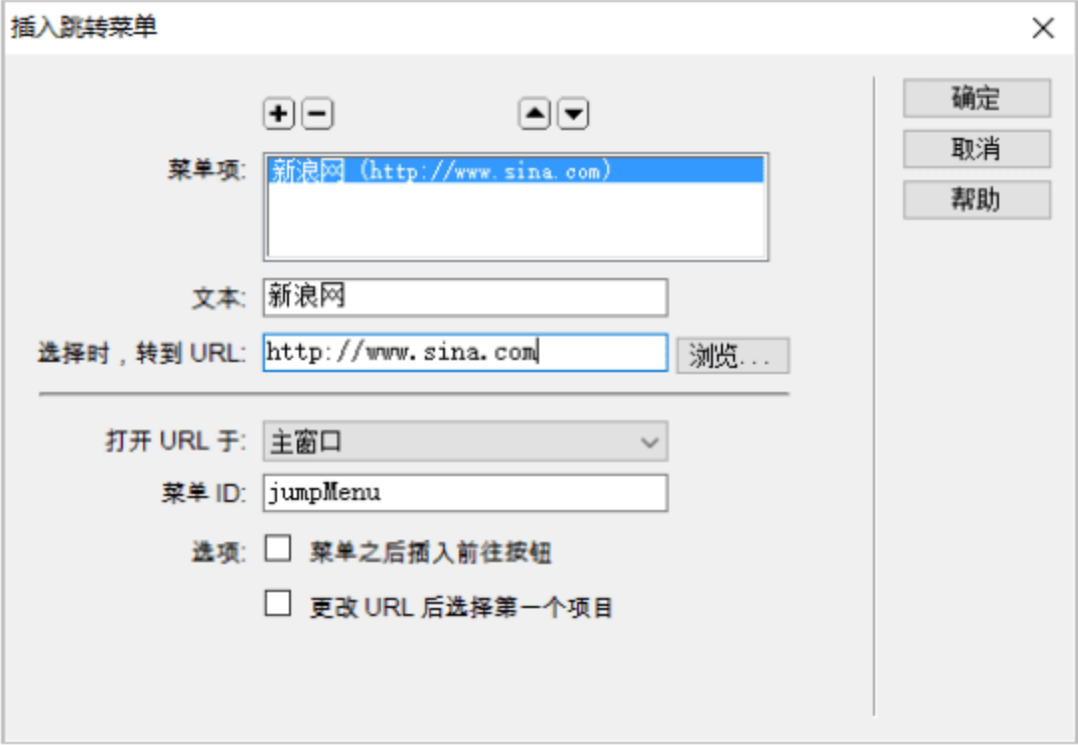 插入跳转菜单
确定
取消
帮助
菜单项: 新浪网 (http://www.sina.com)
文本: 新浪网
选择时，转到 URL: http://www.sina.com 浏览...
打开 URL 于: 主窗口
菜单 ID: jumpMenu
选项: 菜单之后插入前往按钮
更改 URL 后选择第一个项目